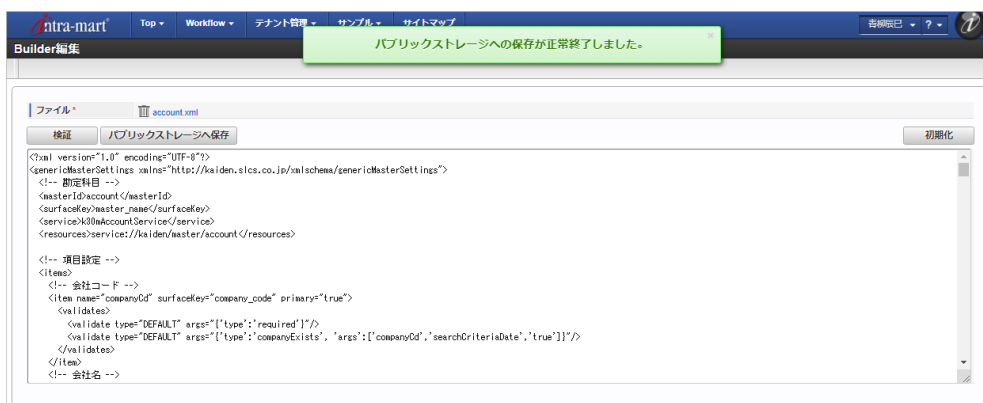 intra-mart Top Workflow テナント管理 サンプル サイトマップ 青柳辰巳 ?
パブリックストレージへの保存が正常終了しました。 ×
Builder編集
ファイル* account.xml
検証 パブリックストレージへ保存 初期化
<?xml version="1.0" encoding="UTF-8"?>
<genericMasterSettings xmlns="http://kaiden.slcs.co.jp/xmlschema/genericMasterSettings">
<!-- 勘定科目 -->
<masterId>account</masterId>
<surfaceKey>master_name</surfaceKey>
<service>k30mAccountService</service>
<resources>service://kaiden/master/account</resources>
<!-- 項目設定 -->
<items>
<!-- 会社コード -->
<item name="companyCd" surfaceKey="company_code" primary="true">
<validates>
<validate type="DEFAULT" args="{'type':'required'}"/>
<validate type="DEFAULT" args="{'type':'companyExists', 'args':['companyCd','searchCriteriaDate','true']}"/>
</validates>
</item>
<!-- 会社名 -->